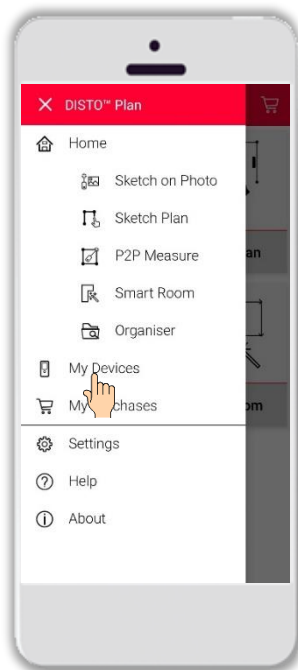 DISTO™ Plan
Home
Sketch on Photo
Sketch Plan
an
P2P Measure
Smart Room
Organiser
My Devices
My chases
om
Settings
Help
About